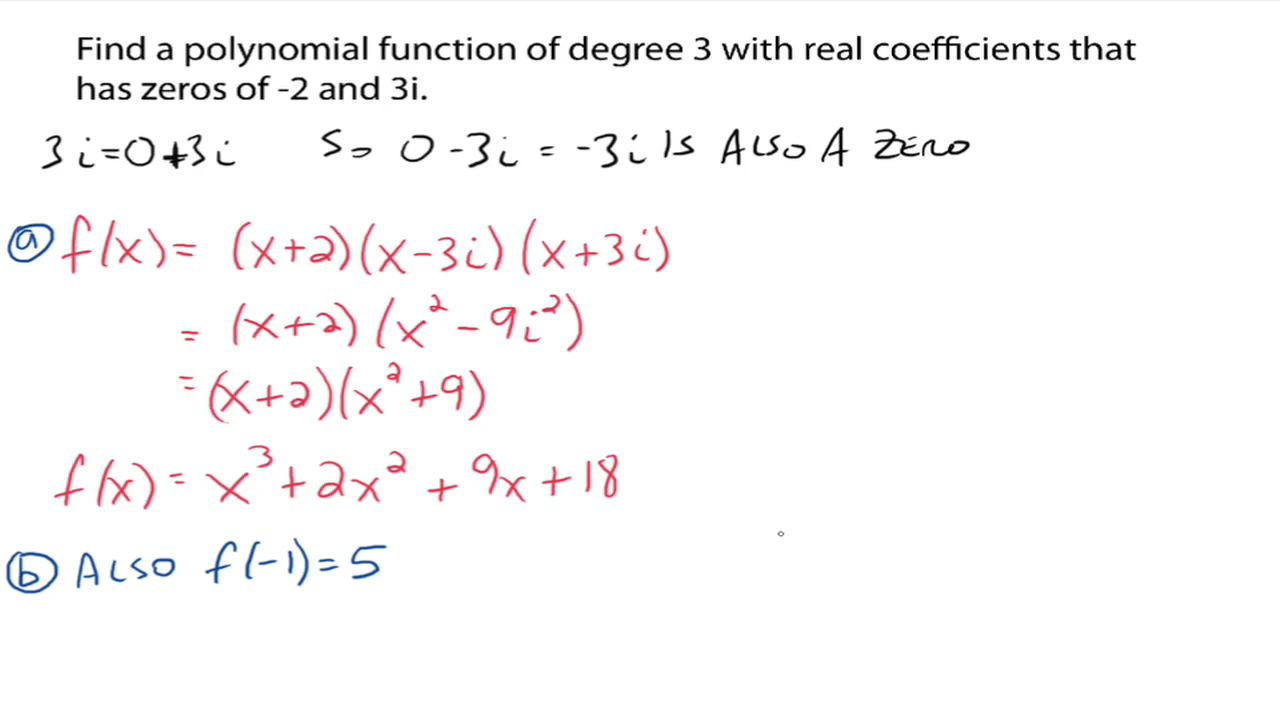 Find a polynomial function of degree 3 with real coefficients that
has zeros of -2 and 3i.
3i=0+3i So 0-3i = -3i IS ALSO A ZERO
ⓐ f(x)= (x+2)(x-3i)(x+3i)
= (x+2)(x²-9i²)
=(x+2)(x²+9)
f(x)= x³+2x²+9x+18
ⓑ ALSO f(-1)=5